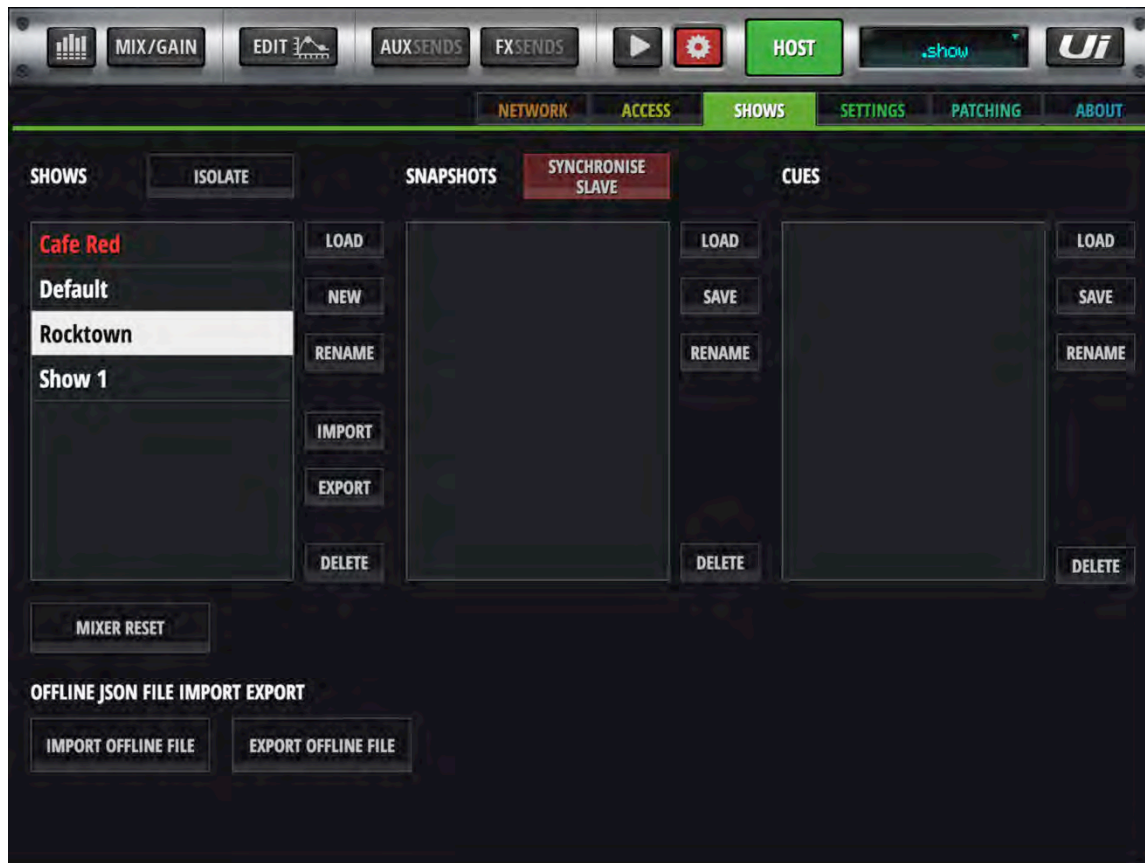 MIX/GAIN EDIT AUXSENDS FXSENDS HOST .show Ui
NETWORK ACCESS SHOWS SETTINGS PATCHING ABOUT
SHOWS ISOLATE SNAPSHOTS SYNCHRONISE SLAVE CUES
Cafe Red LOAD LOAD LOAD
Default NEW SAVE SAVE
Rocktown RENAME RENAME RENAME
Show 1
IMPORT
EXPORT
DELETE DELETE DELETE
MIXER RESET
OFFLINE JSON FILE IMPORT EXPORT
IMPORT OFFLINE FILE EXPORT OFFLINE FILE